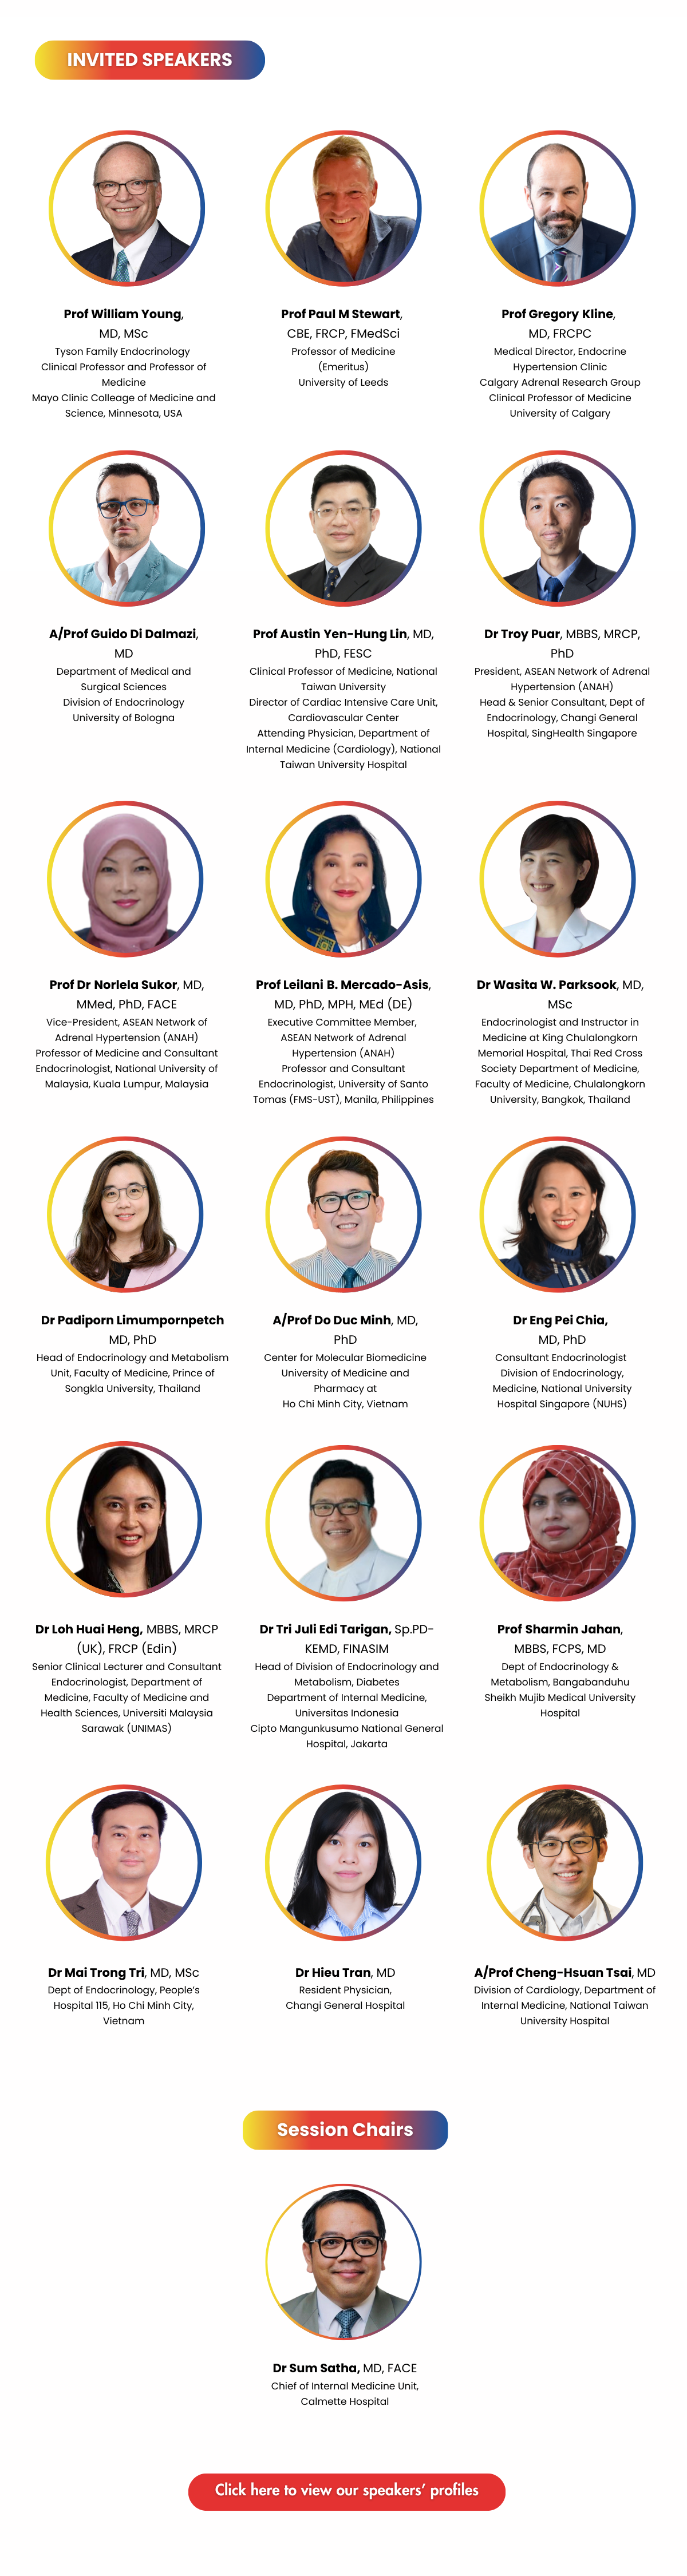 INVITED SPEAKERS
Prof William Young,
MD, MSc
Tyson Family Endocrinology
Clinical Professor and Professor of
Medicine
Mayo Clinic Colleage of Medicine and
Science, Minnesota, USA
Prof Paul M Stewart,
CBE, FRCP, FMedSci
Professor of Medicine
(Emeritus)
University of Leeds
Prof Gregory Kline,
MD, FRCPC
Medical Director, Endocrine
Hypertension Clinic
Calgary Adrenal Research Group
Clinical Professor of Medicine
University of Calgary
A/Prof Guido Di Dalmazi,
MD
Department of Medical and
Surgical Sciences
Division of Endocrinology
University of Bologna
Prof Austin Yen-Hung Lin, MD,
PhD, FESC
Clinical Professor of Medicine, National
Taiwan University
Director of Cardiac Intensive Care Unit,
Cardiovascular Center
Attending Physician, Department of
Internal Medicine (Cardiology), National
Taiwan University Hospital
Dr Troy Puar, MBBS, MRCP,
PhD
President, ASEAN Network of Adrenal
Hypertension (ANAH)
Head & Senior Consultant, Dept of
Endocrinology, Changi General
Hospital, SingHealth Singapore
Prof Dr Norlela Sukor, MD,
MMed, PhD, FACE
Vice-President, ASEAN Network of
Adrenal Hypertension (ANAH)
Professor of Medicine and Consultant
Endocrinologist, National University of
Malaysia, Kuala Lumpur, Malaysia
Prof Leilani B. Mercado-Asis,
MD, PhD, MPH, MEd (DE)
Executive Committee Member,
ASEAN Network of Adrenal
Hypertension (ANAH)
Professor and Consultant
Endocrinologist, University of Santo
Tomas (FMS-UST), Manila, Philippines
Dr Wasita W. Parksook, MD,
MSc
Endocrinologist and Instructor in
Medicine at King Chulalongkorn
Memorial Hospital, Thai Red Cross
Society Department of Medicine,
Faculty of Medicine, Chulalongkorn
University, Bangkok, Thailand
Dr Padiporn Limumpornpetch
MD, PhD
Head of Endocrinology and Metabolism
Unit, Faculty of Medicine, Prince of
Songkla University, Thailand
A/Prof Do Duc Minh, MD,
PhD
Center for Molecular Biomedicine
University of Medicine and
Pharmacy at
Ho Chi Minh City, Vietnam
Dr Eng Pei Chia,
MD, PhD
Consultant Endocrinologist
Division of Endocrinology,
Medicine, National University
Hospital Singapore (NUHS)
Dr Loh Huai Heng, MBBS, MRCP
(UK), FRCP (Edin)
Senior Clinical Lecturer and Consultant
Endocrinologist, Department of
Medicine, Faculty of Medicine and
Health Sciences, Universiti Malaysia
Sarawak (UNIMAS)
Dr Tri Juli Edi Tarigan, Sp.PD-
KEMD, FINASIM
Head of Division of Endocrinology and
Metabolism, Diabetes
Department of Internal Medicine,
Universitas Indonesia
Cipto Mangunkusumo National General
Hospital, Jakarta
Prof Sharmin Jahan,
MBBS, FCPS, MD
Dept of Endocrinology &
Metabolism, Bangabanduhu
Sheikh Mujib Medical University
Hospital
Dr Mai Trong Tri, MD, MSc
Dept of Endocrinology, People's
Hospital 115, Ho Chi Minh City,
Vietnam
Dr Hieu Tran, MD
Resident Physician,
Changi General Hospital
A/Prof Cheng-Hsuan Tsai, MD
Division of Cardiology, Department of
Internal Medicine, National Taiwan
University Hospital
Session Chairs
Dr Sum Satha, MD, FACE
Chief of Internal Medicine Unit,
Calmette Hospital
Click here to view our speakers' profiles